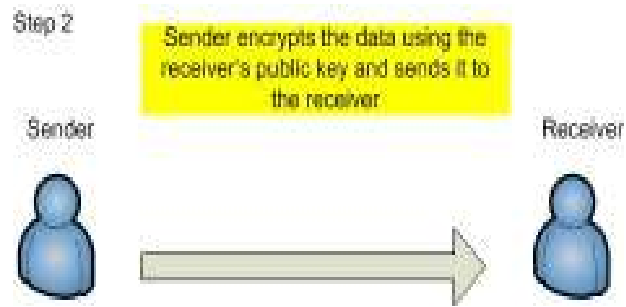 Step 2
Sender encrypts the data using the
receiver's public key and sends it to
the receiver
Sender
Receiver